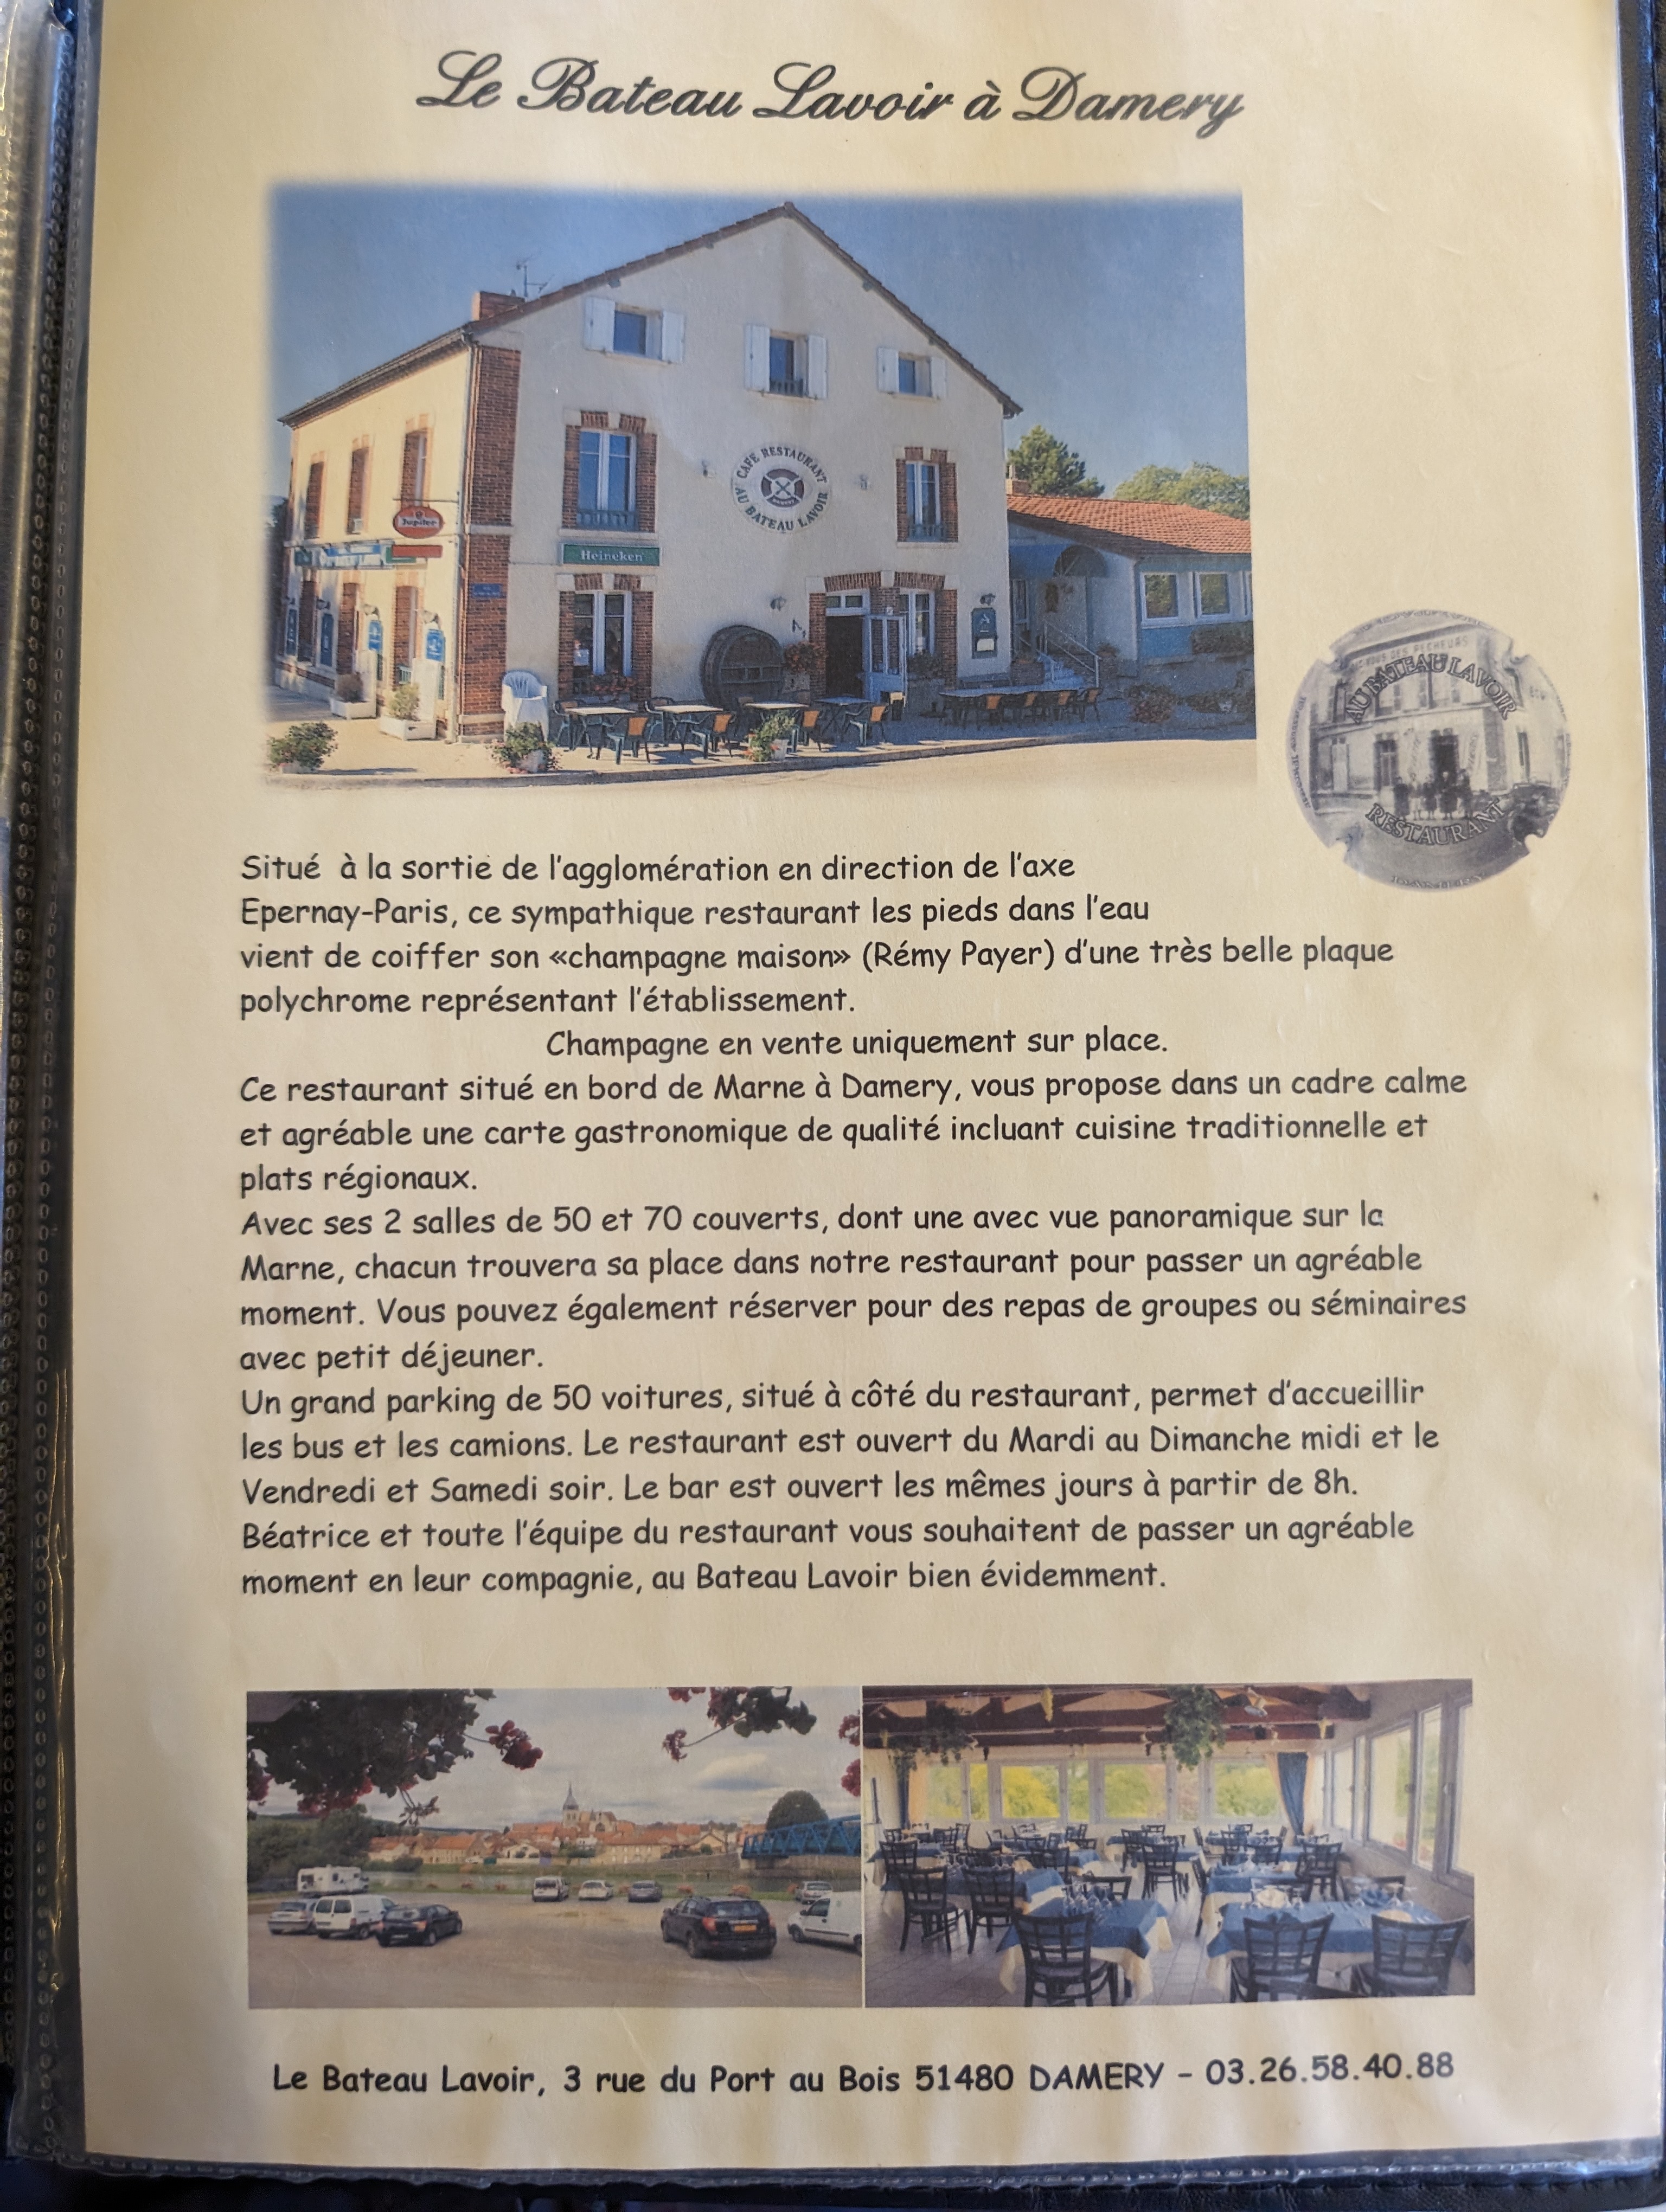 Le Bateau Lavoir à Damery
CAFE RESTAURANT
AU BATEAU LAVOIR
Jupiler
Heineken
AU BATEAU LAVOIR
RESTAURANT
Situé à la sortie de l'agglomération en direction de l'axe
Epernay-Paris, ce sympathique restaurant les pieds dans l'eau
vient de coiffer son «champagne maison» (Rémy Payer) d'une très belle plaque
polychrome représentant l'établissement.
Champagne en vente uniquement sur place.
Ce restaurant situé en bord de Marne à Damery, vous propose dans un cadre calme
et agréable une carte gastronomique de qualité incluant cuisine traditionnelle et
plats régionaux.
Avec ses 2 salles de 50 et 70 couverts, dont une avec vue panoramique sur la
Marne, chacun trouvera sa place dans notre restaurant pour passer un agréable
moment. Vous pouvez également réserver pour des repas de groupes ou séminaires
avec petit déjeuner.
Un grand parking de 50 voitures, situé à côté du restaurant, permet d'accueillir
les bus et les camions. Le restaurant est ouvert du Mardi au Dimanche midi et le
Vendredi et Samedi soir. Le bar est ouvert les mêmes jours à partir de 8h.
Béatrice et toute l'équipe du restaurant vous souhaitent de passer un agréable
moment en leur compagnie, au Bateau Lavoir bien évidemment.
Le Bateau Lavoir, 3 rue du Port au Bois 51480 DAMERY - 03.26.58.40.88